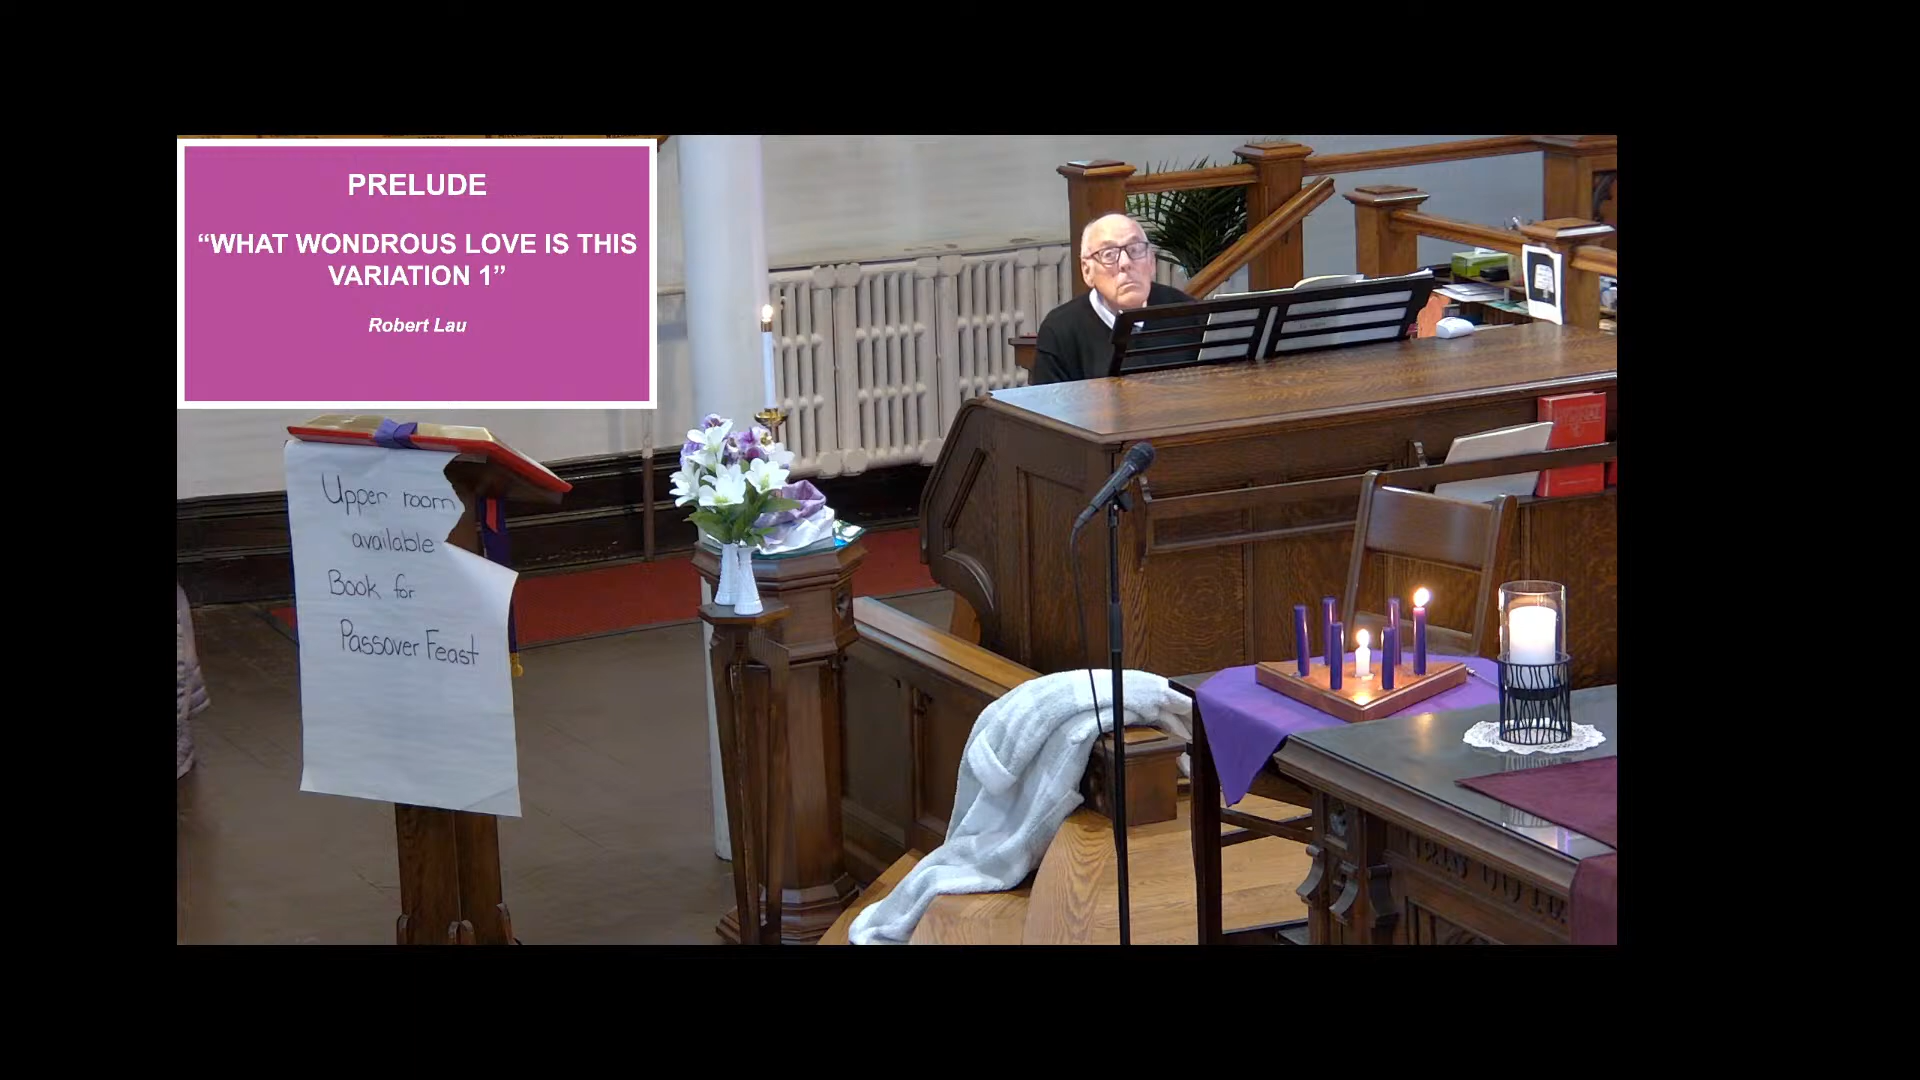 PRELUDE
“WHAT WONDROUS LOVE IS THIS
VARIATION 1”
Robert Lau
Upper room
available
Book for
Passover Feast